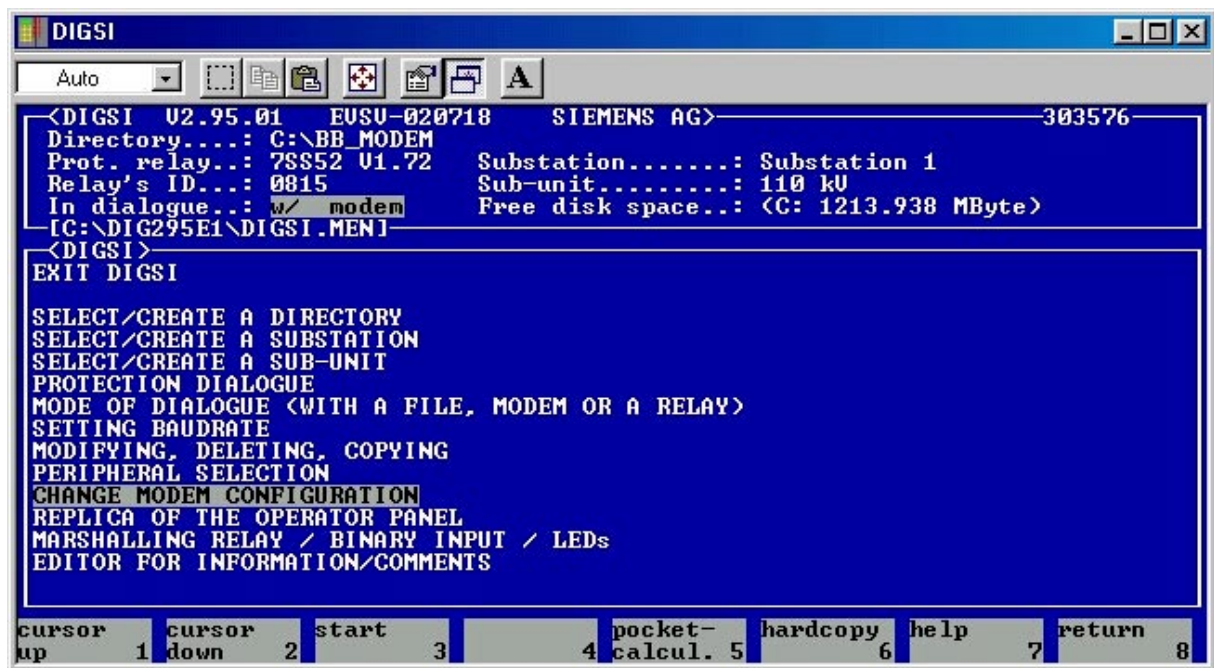 DIGSI
Auto
A
<DIGSI V2.95.01 EVSV-020718 SIEMENS AG> 303576
Directory....: C:\BB_MODEM
Prot. relay..: 7SS52 V1.72 Substation.......: Substation 1
Relay's ID...: 0815 Sub-unit.........: 110 kV
In dialogue..: w/ modem Free disk space..: (C: 1213.938 MByte)
[C:\DIG295E1\DIGSI.MEN]
<DIGSI>
EXIT DIGSI
SELECT/CREATE A DIRECTORY
SELECT/CREATE A SUBSTATION
SELECT/CREATE A SUB-UNIT
PROTECTION DIALOGUE
MODE OF DIALOGUE (WITH A FILE, MODEM OR A RELAY)
SETTING BAUDRATE
MODIFYING, DELETING, COPYING
PERIPHERAL SELECTION
CHANGE MODEM CONFIGURATION
REPLICA OF THE OPERATOR PANEL
MARSHALLING RELAY / BINARY INPUT / LEDs
EDITOR FOR INFORMATION/COMMENTS
cursor cursor start pocket- hardcopy help return
up 1 down 2 3 4 calcul. 5 6 7 8